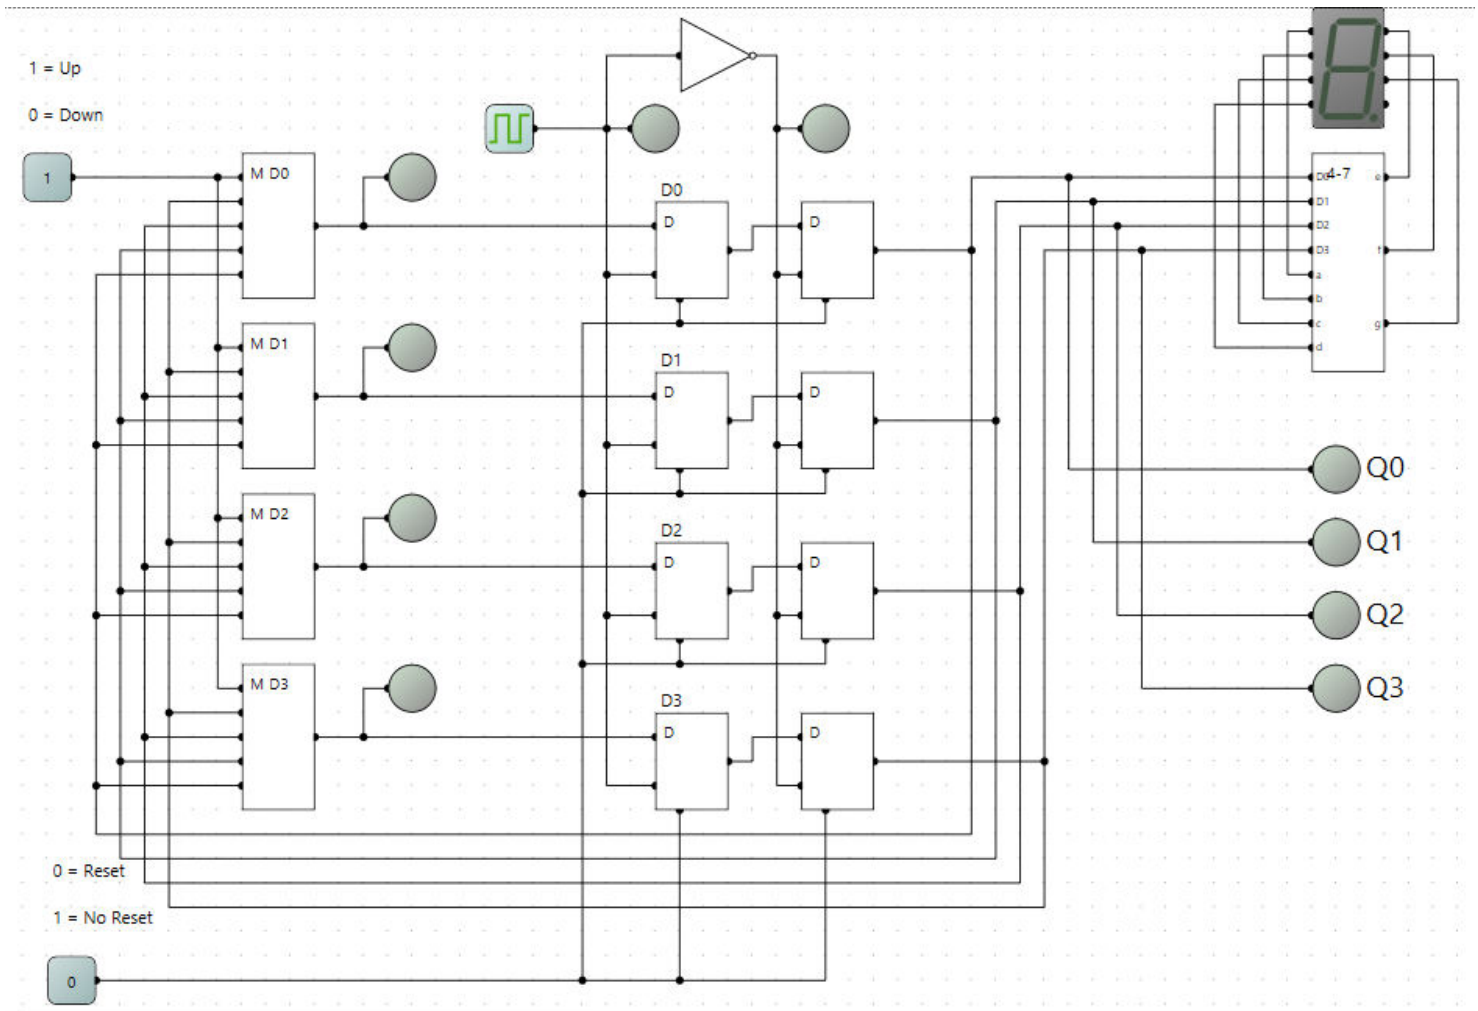 1 = Up
0 = Down
1
M D0
D0
D
D
D0
4-7
e
D1
D2
D3
f
a
b
c
g
d
M D1
D1
D
D
Q0
M D2
D2
D
D
Q1
Q2
M D3
D3
D
D
Q3
0 = Reset
1 = No Reset
0